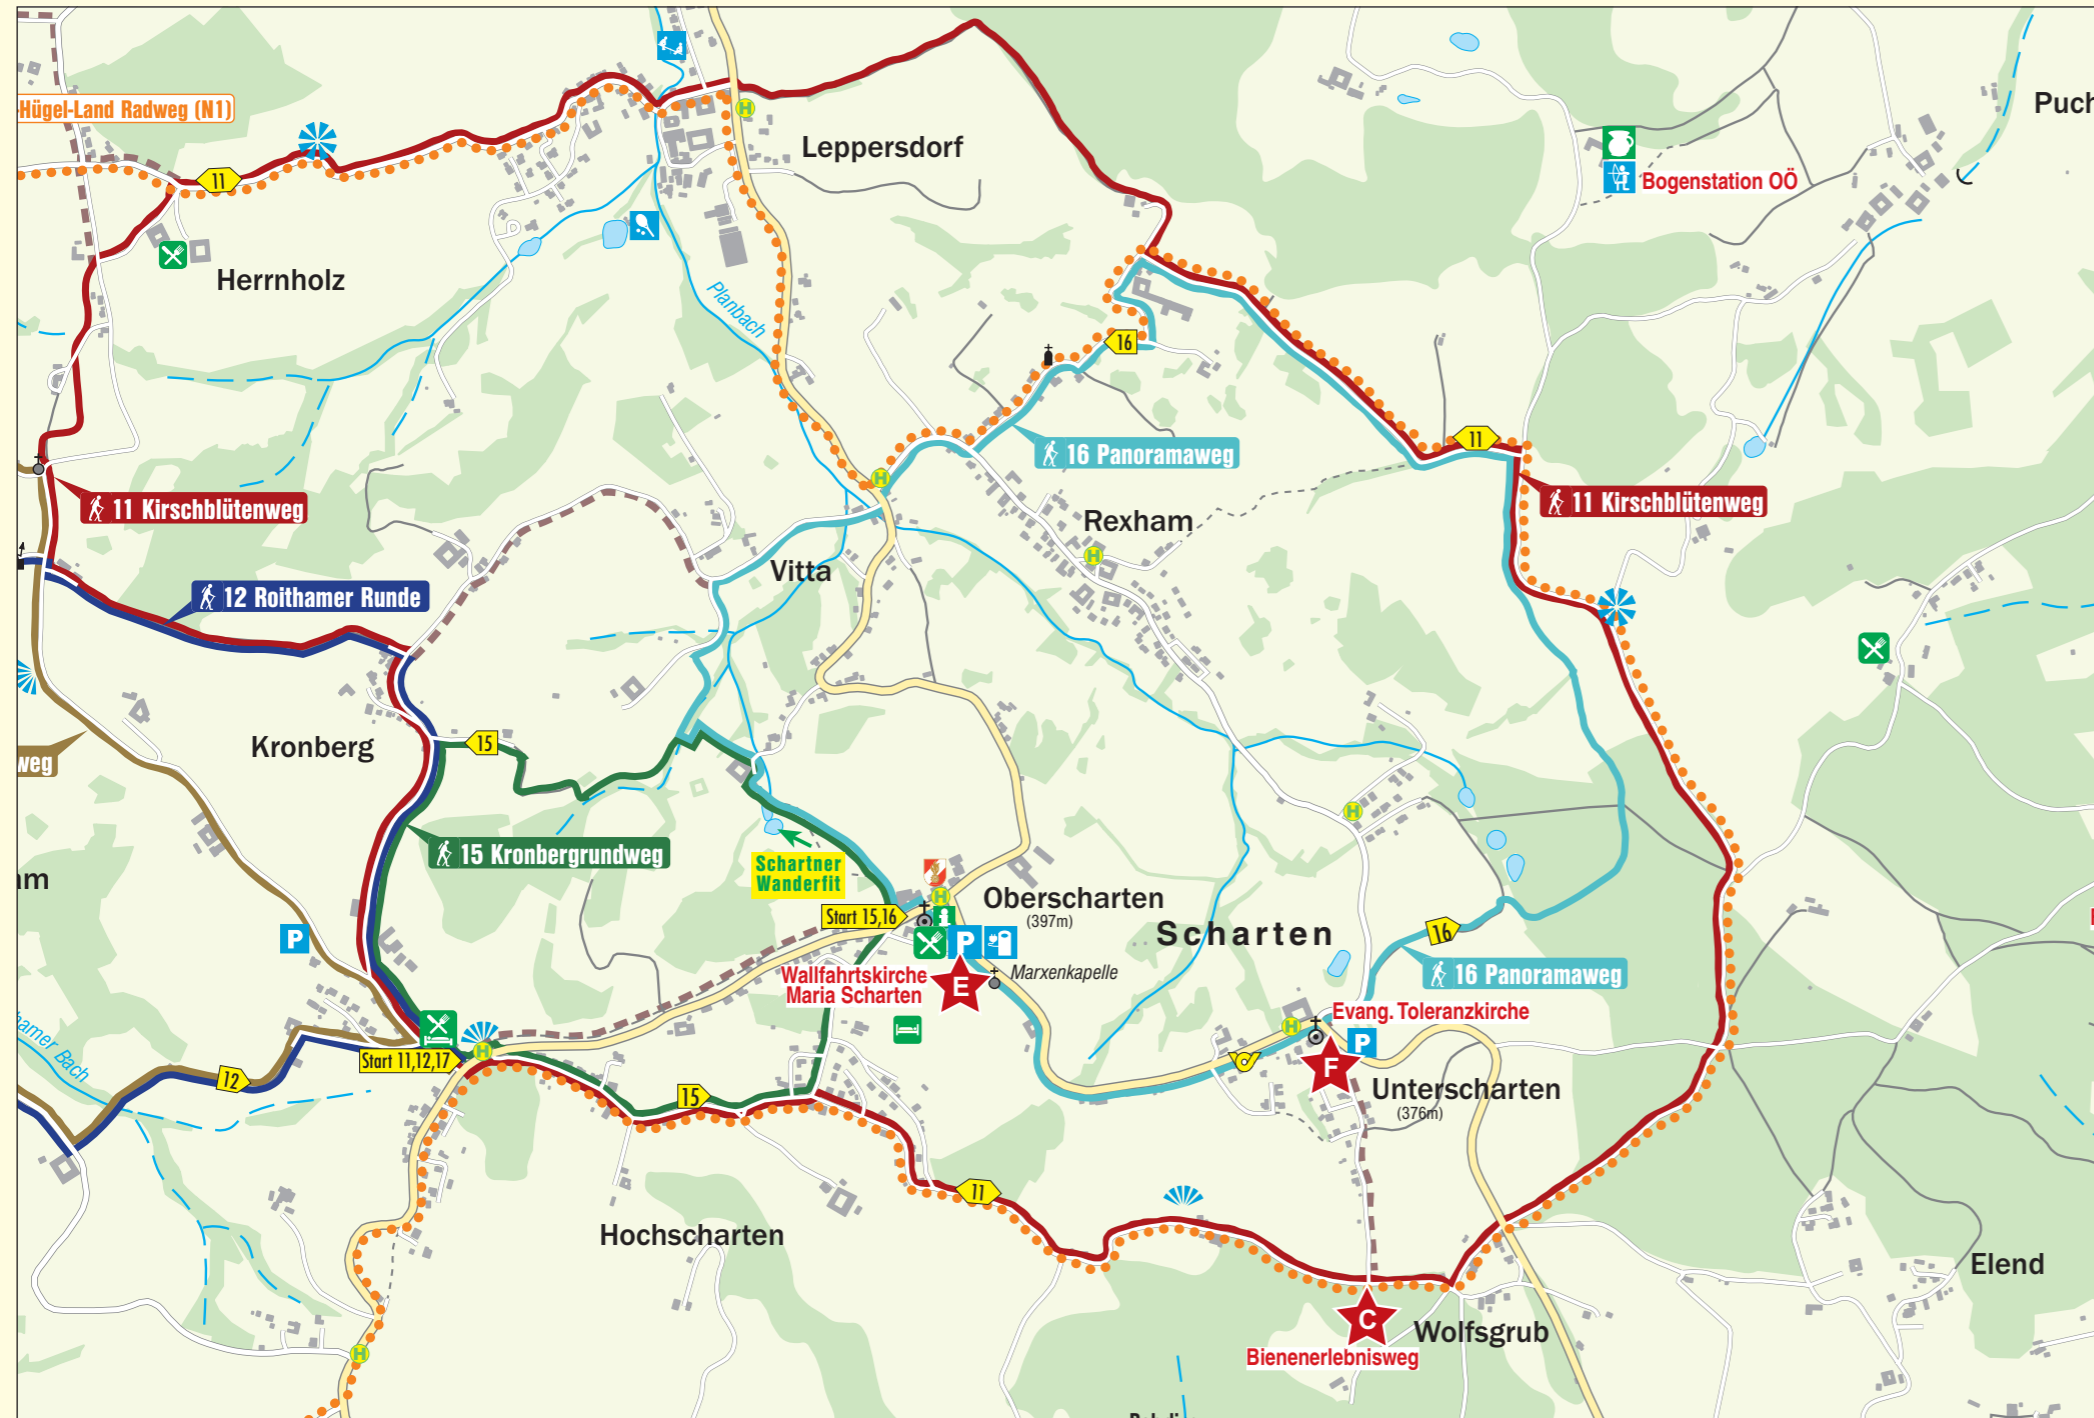 -Hügel-Land Radweg (N1)
Leppersdorf
Puch
Bogenstation OÖ
11
Herrnholz
Planbach
16
11
16 Panoramaweg
11 Kirschblütenweg
11 Kirschblütenweg
Rexham
H
Vitta
12 Roithamer Runde
Kronberg
15
weg
15 Kronbergrundweg
Schartner
Wanderfit
am
Start 15,16
Oberscharten
(397m)
Scharten
16
P
P
Wallfahrtskirche
Maria Scharten
E
Marxenkapelle
16 Panoramaweg
Evang. Toleranzkirche
P
F
Unterscharten
(376m)
hamer Bach
Start 11,12,17
12
15
11
Hochscharten
Elend
C
Wolfsgrub
Bienenerlebnisweg